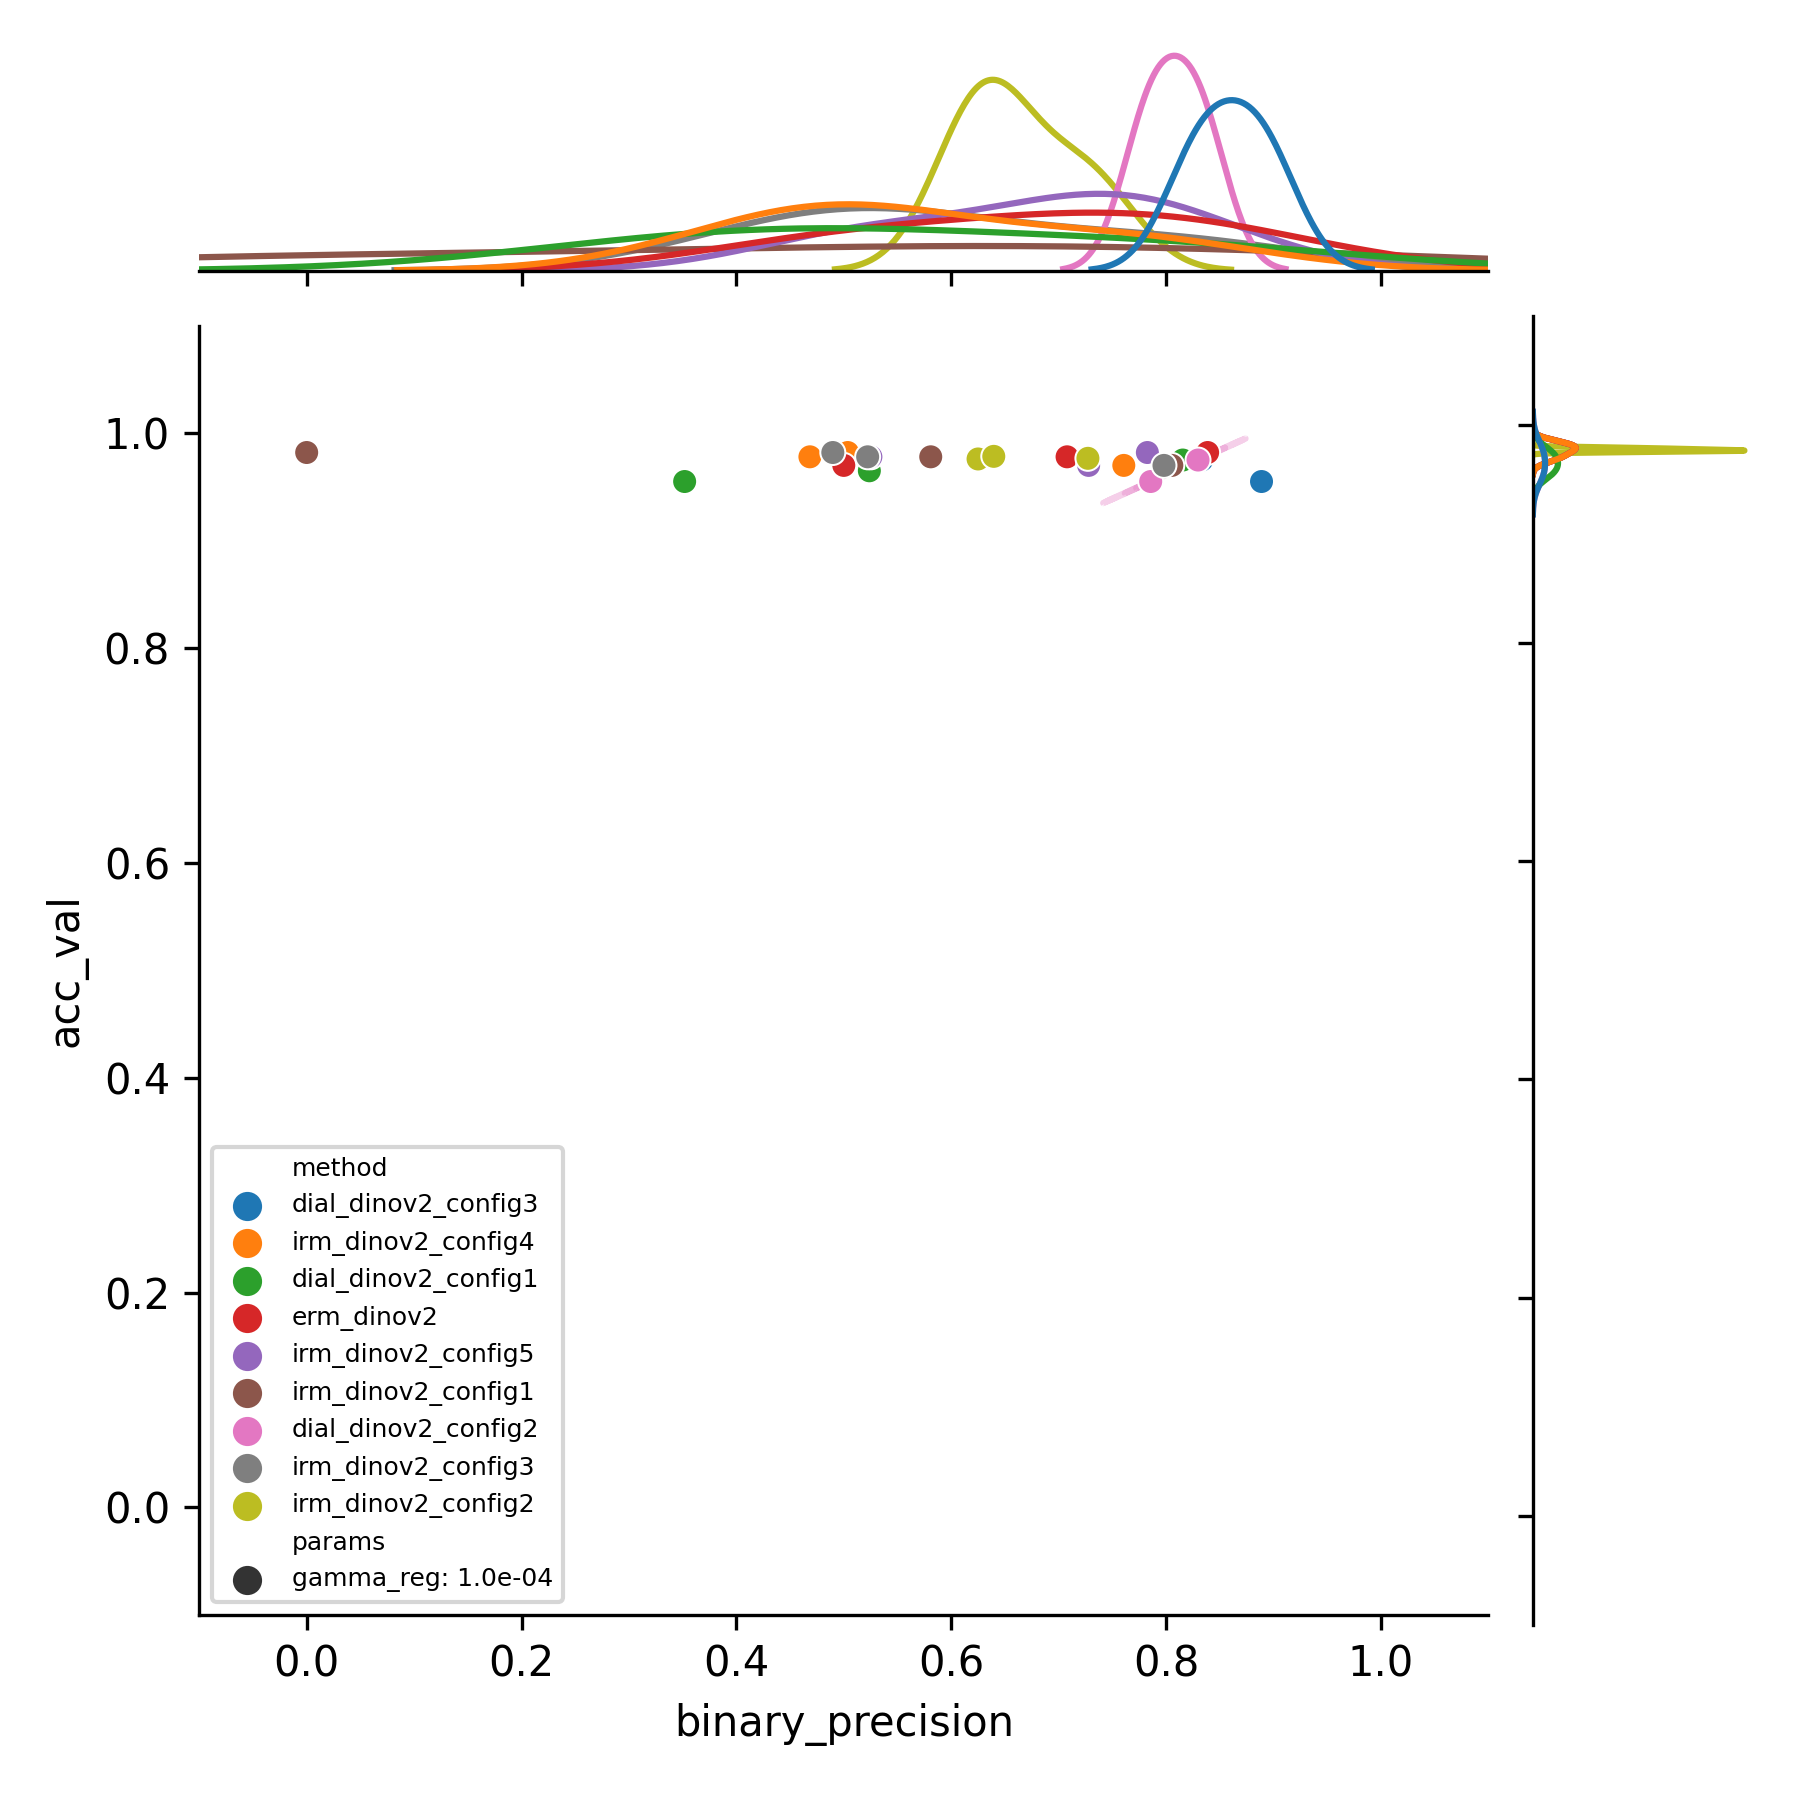 1.0
0.8
0.6
0.4
0.2
0.0
acc_val
method
dial_dinov2_config3
irm_dinov2_config4
dial_dinov2_config1
erm_dinov2
irm_dinov2_config5
irm_dinov2_config1
dial_dinov2_config2
irm_dinov2_config3
irm_dinov2_config2
params
gamma_reg: 1.0e-04
0.0 0.2 0.4 0.6 0.8 1.0
binary_precision